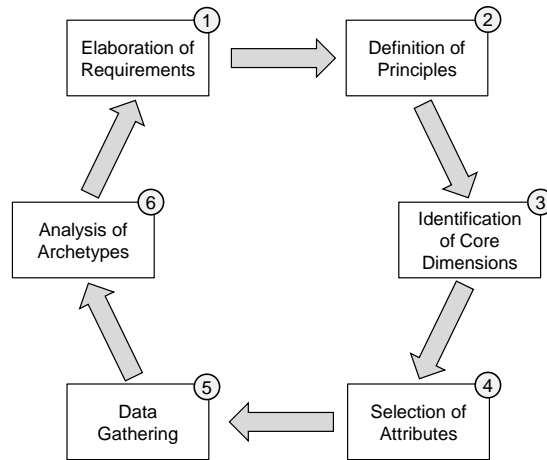 1
Elaboration of
Requirements
2
Definition of
Principles
3
Identification
of Core
Dimensions
4
Selection of
Attributes
5
Data
Gathering
6
Analysis of
Archetypes